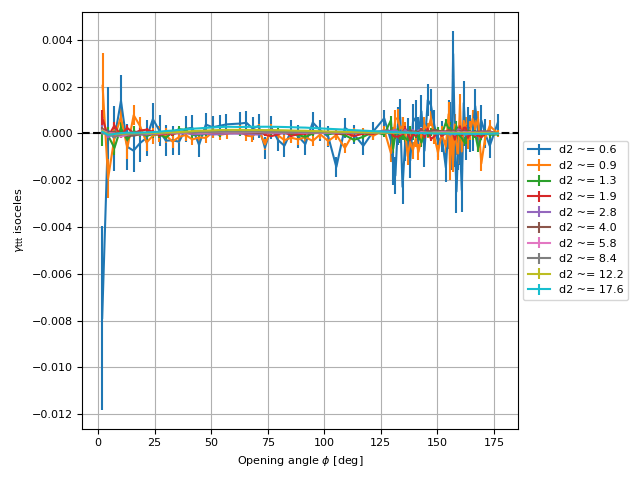 0.004
0.002
0.000
−0.002
−0.004
−0.006
−0.008
−0.010
−0.012
γttt isoceles
0
25
50
75
100
125
150
175
Opening angle ϕ [deg]
d2 ~= 0.6
d2 ~= 0.9
d2 ~= 1.3
d2 ~= 1.9
d2 ~= 2.8
d2 ~= 4.0
d2 ~= 5.8
d2 ~= 8.4
d2 ~= 12.2
d2 ~= 17.6